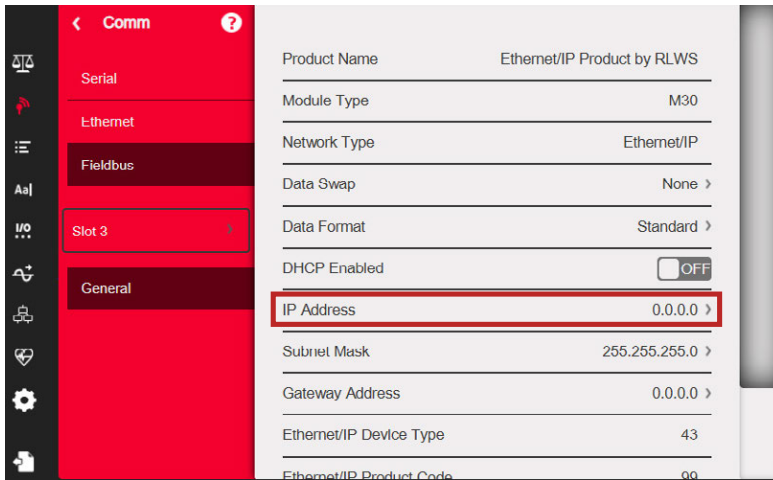 Comm ?
Serial
Ethernet
Fieldbus
Slot 3
General
Aa
I/O
Product Name Ethernet/IP Product by RLWS
Module Type M30
Network Type Ethernet/IP
Data Swap None
Data Format Standard
DHCP Enabled OFF
IP Address 0.0.0.0
Subnet Mask 255.255.255.0
Gateway Address 0.0.0.0
Ethernet/IP Device Type 43
Ethernet/IP Product Code 99